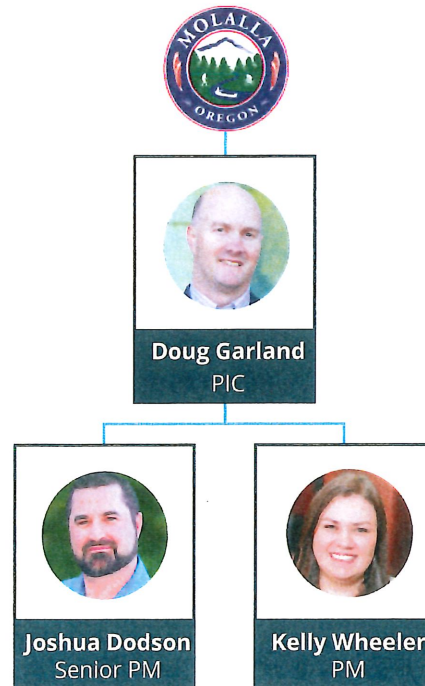 MOLALLA
OREGON
Doug Garland
PIC
Joshua Dodson
Senior PM
Kelly Wheeler
PM